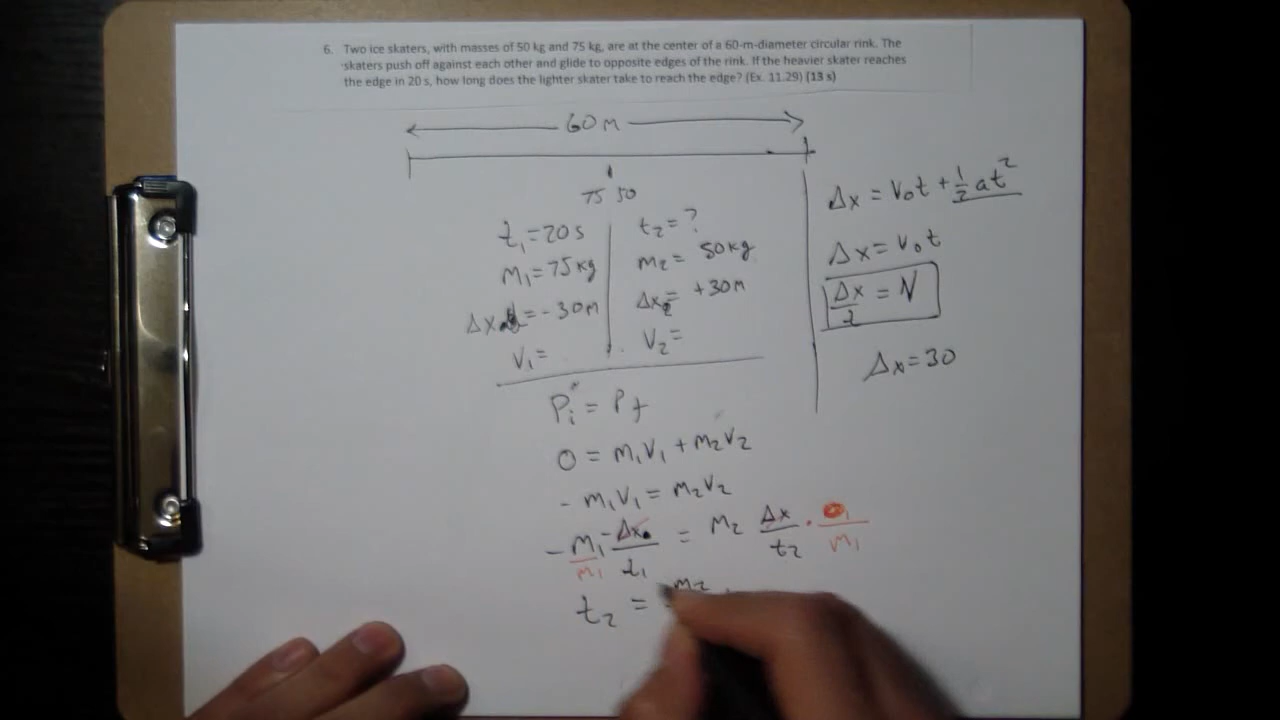 6. Two ice skaters, with masses of 50 kg and 75 kg, are at the center of a 60-m-diameter circular rink. The
skaters push off against each other and glide to opposite edges of the rink. If the heavier skater reaches
the edge in 20 s, how long does the lighter skater take to reach the edge? (Ex. 11.29) (13 s)
60 m
75 50
t₁ = 20 s
m₁ = 75 kg
Δx = -30 m
V₁ =
t₂ = ?
m₂ = 50 kg
Δx₂ = +30 m
V₂ =
Pi = Pf
0 = m₁V₁ + m₂V₂
- m₁V₁ = m₂V₂
- m₁ -Δx = m₂ Δx · 1
m₁ t₁ t₂ m₁
t₂ = m₂
Δx = V₀t + 1/2 at²
Δx = V₀t
Δx/t = V
Δx = 30